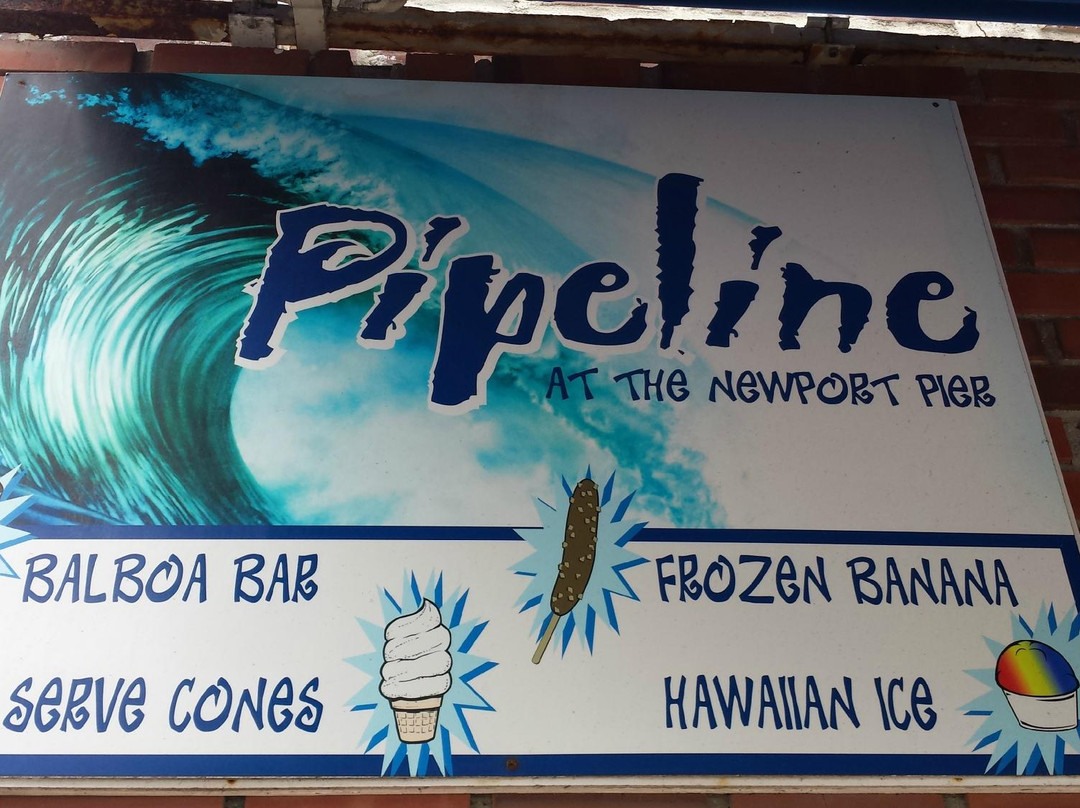 Pipeline
AT THE NEWPORT PIER
BALBOA BAR
FROZEN BANANA
SERVE CONES
HAWAIIAN ICE